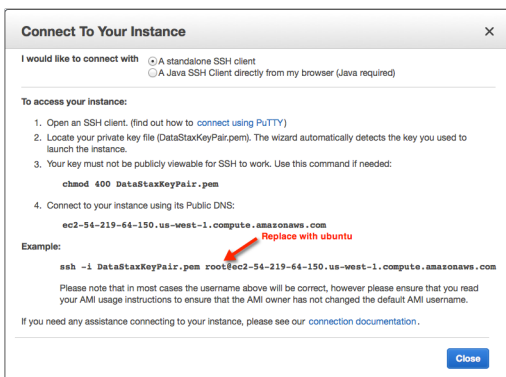 Connect To Your Instance ×
I would like to connect with A standalone SSH client
A Java SSH Client directly from my browser (Java required)
To access your instance:
1. Open an SSH client. (find out how to connect using PuTTY)
2. Locate your private key file (DataStaxKeyPair.pem). The wizard automatically detects the key you used to
launch the instance.
3. Your key must not be publicly viewable for SSH to work. Use this command if needed:
chmod 400 DataStaxKeyPair.pem
4. Connect to your instance using its Public DNS:
ec2-54-219-64-150.us-west-1.compute.amazonaws.com
Replace with ubuntu
Example:
ssh -i DataStaxKeyPair.pem root@ec2-54-219-64-150.us-west-1.compute.amazonaws.com
Please note that in most cases the username above will be correct, however please ensure that you read
your AMI usage instructions to ensure that the AMI owner has not changed the default AMI username.
If you need any assistance connecting to your instance, please see our connection documentation.
Close